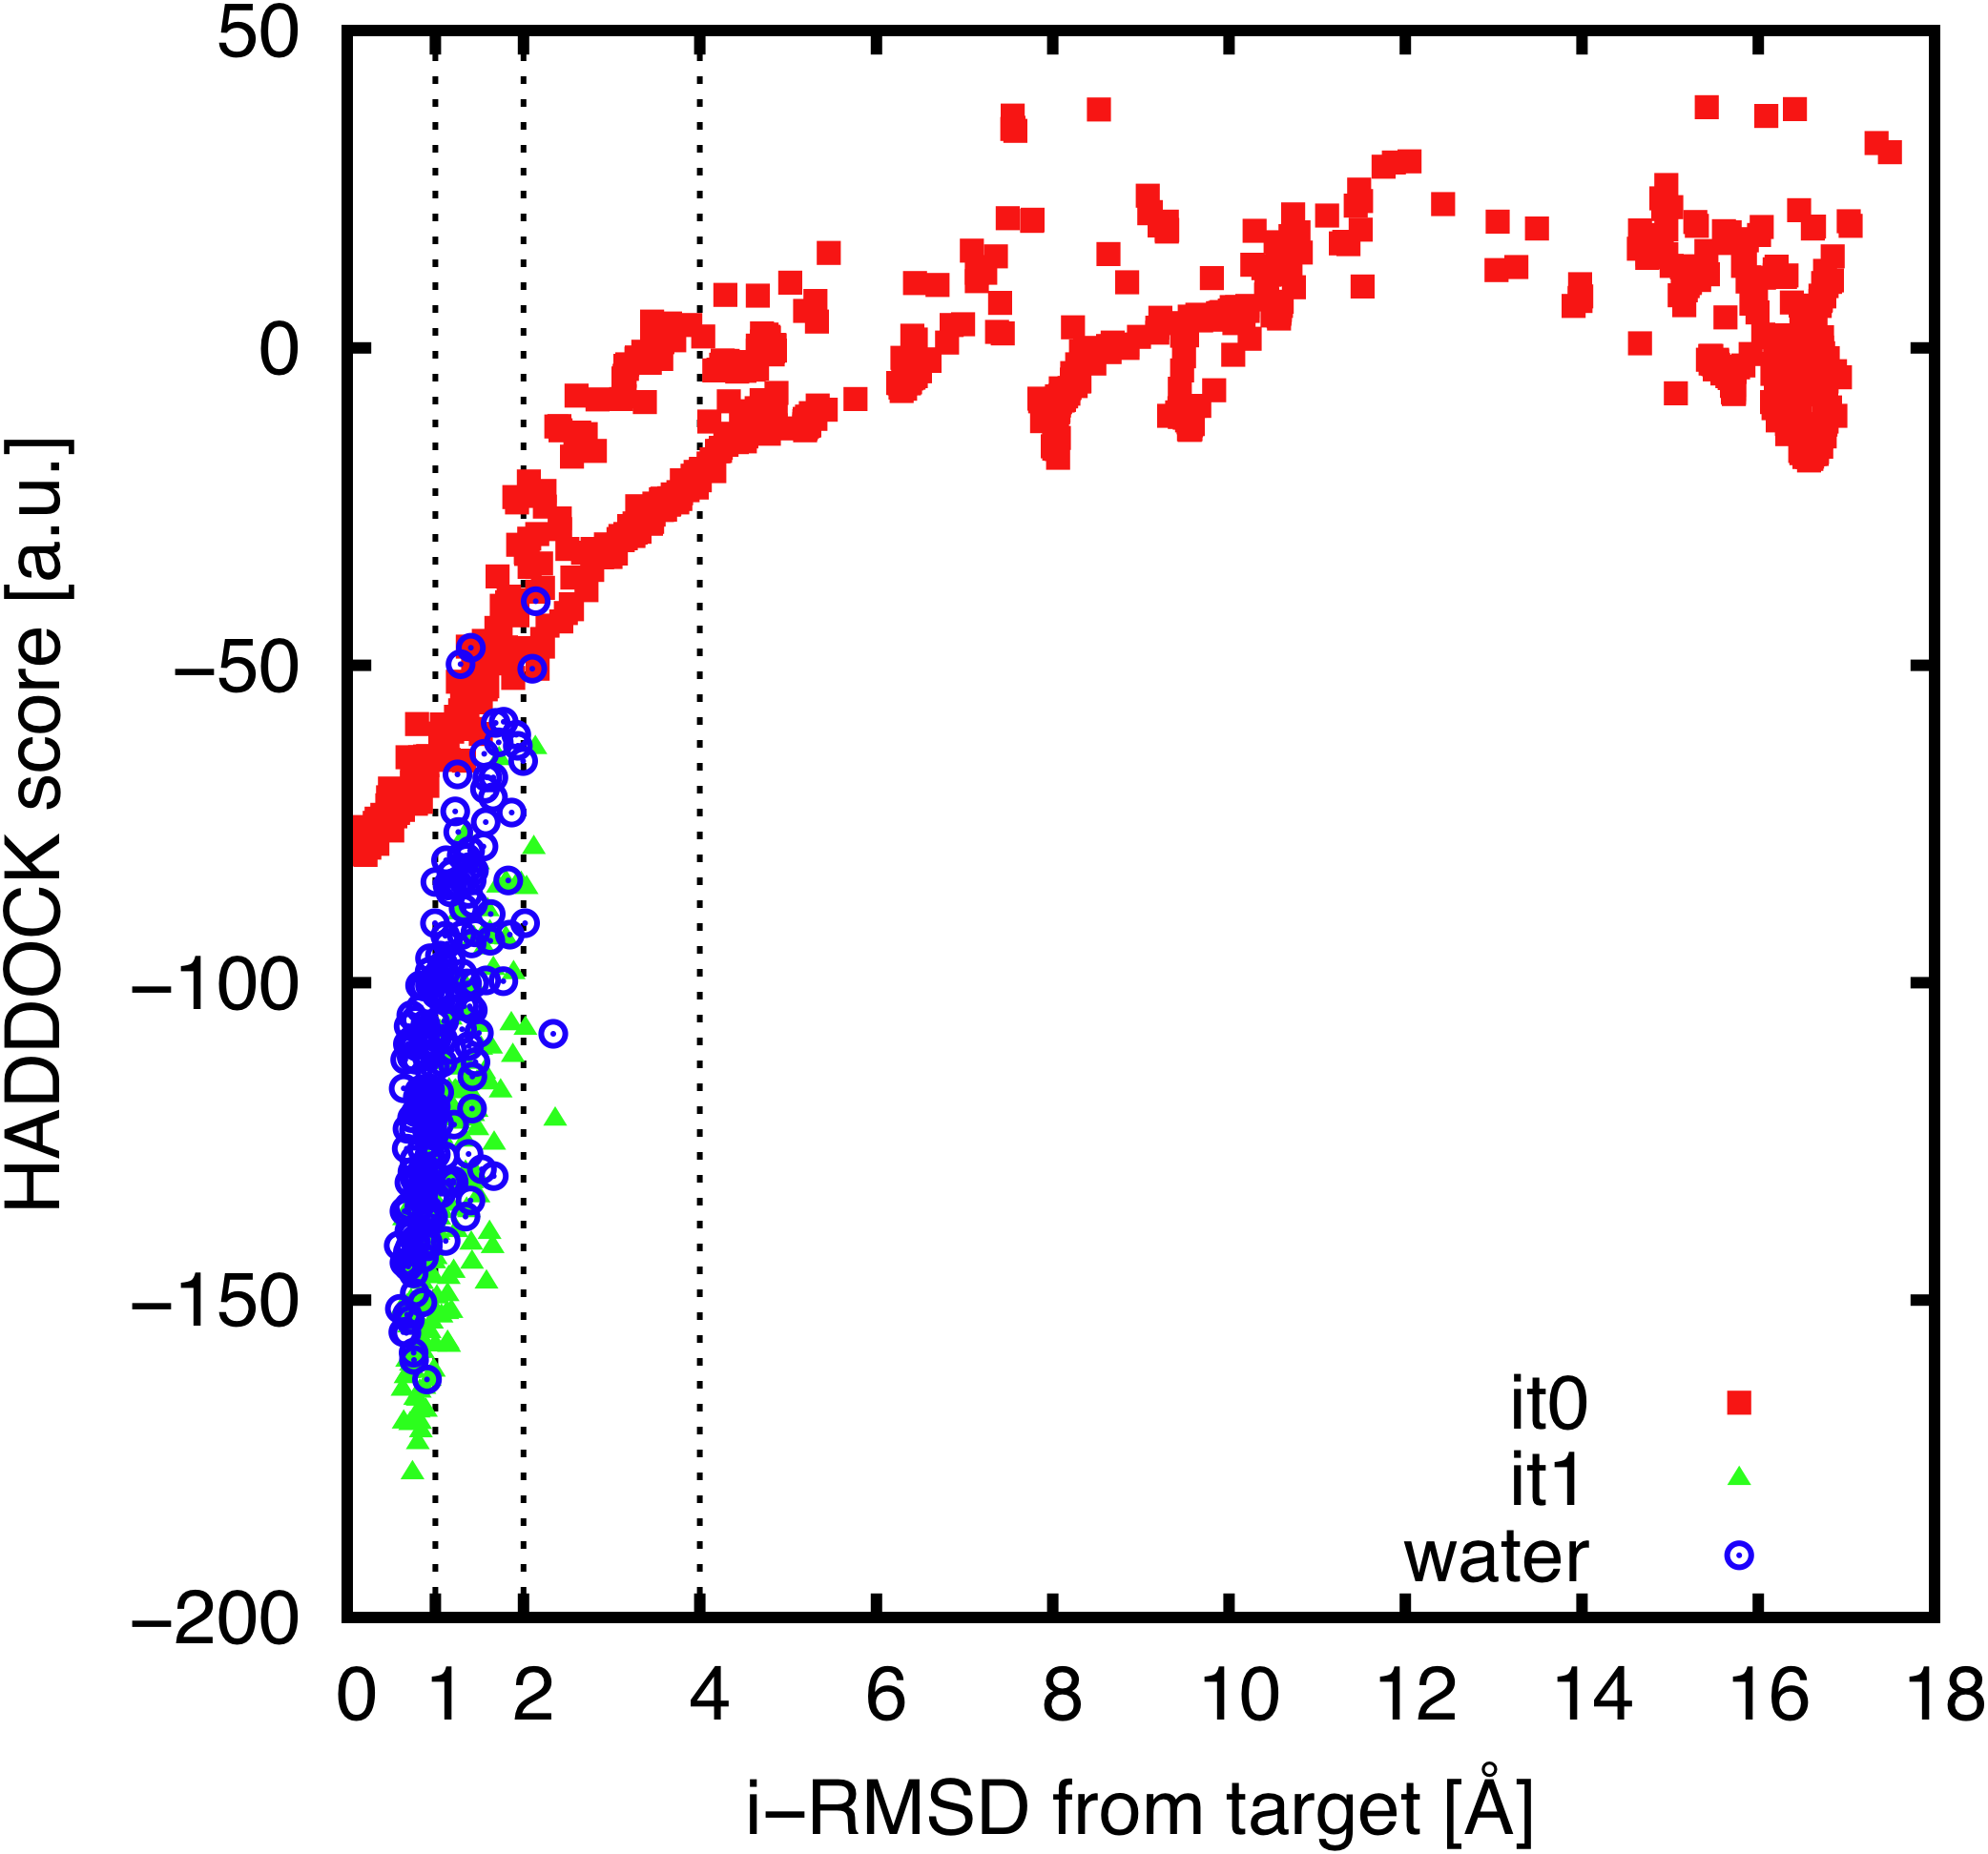 50
0
−50
−100
−150
−200
HADDOCK score [a.u.]
it0
it1
water
0 1 2 4 6 8 10 12 14 16 18
i−RMSD from target [Å]